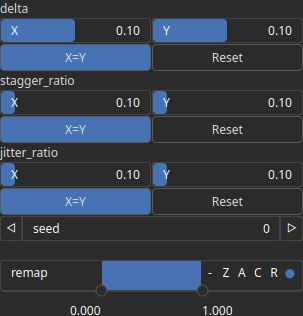 delta
X 0.10 Y 0.10
X=Y Reset
stagger_ratio
X 0.10 Y 0.10
X=Y Reset
jitter_ratio
X 0.10 Y 0.10
X=Y Reset
seed 0
remap - Z A C R
0.000 1.000